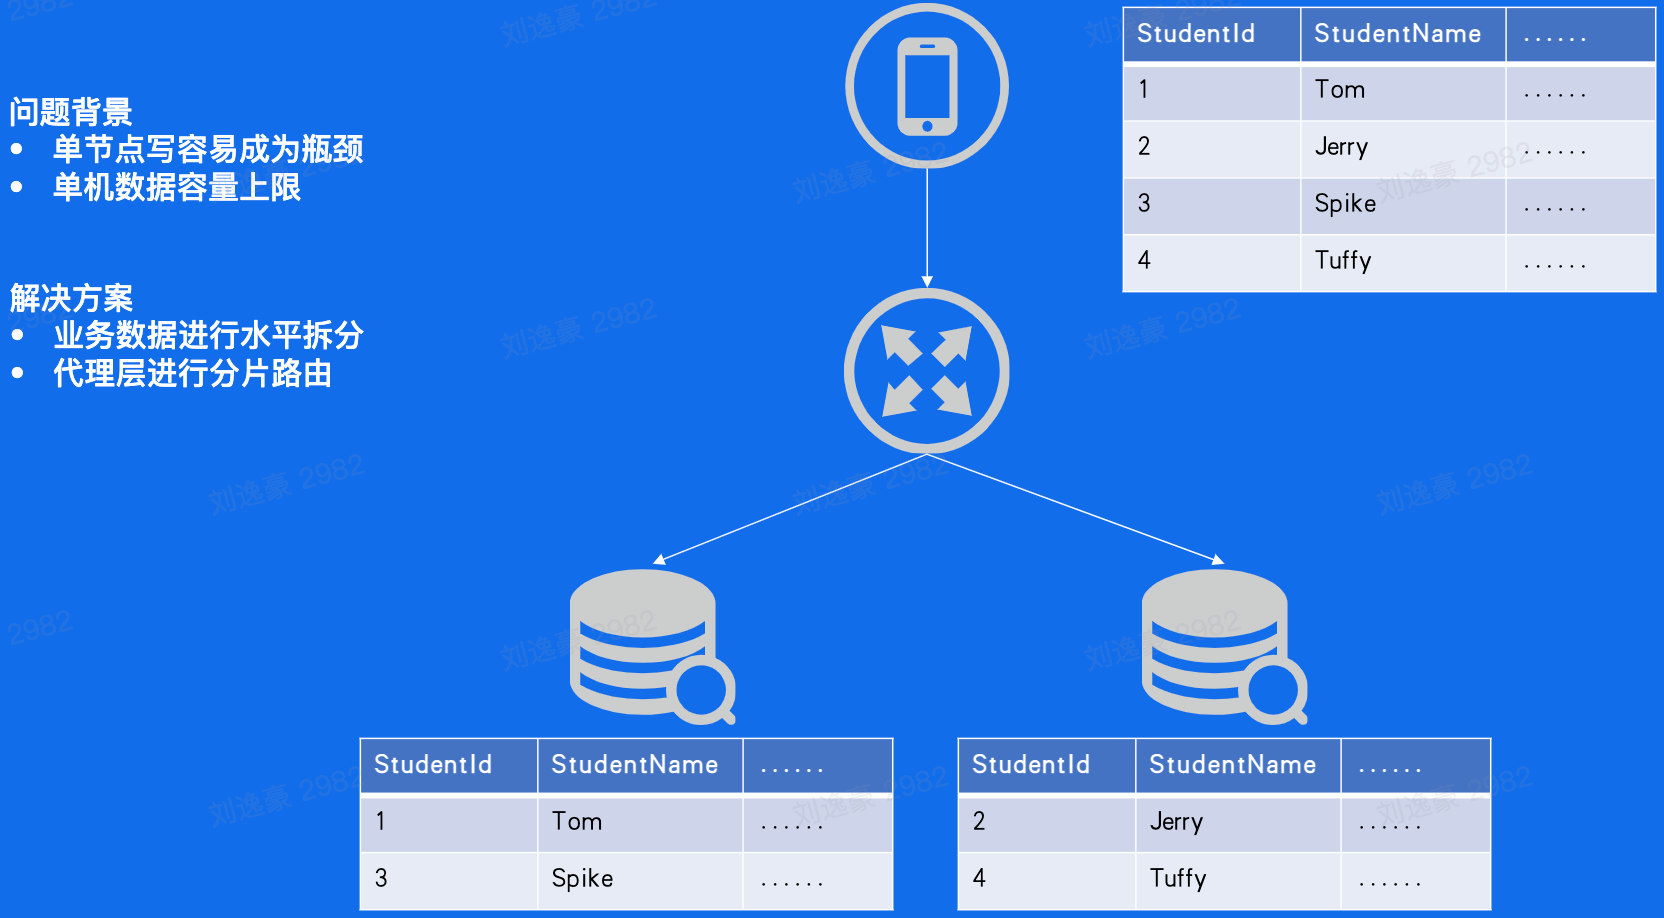 问题背景
• 单节点写容易成为瓶颈
• 单机数据容量上限
解决方案
• 业务数据进行水平拆分
• 代理层进行分片路由
StudentId StudentName ......
1 Tom ......
2 Jerry ......
3 Spike ......
4 Tuffy ......
StudentId StudentName ......
1 Tom ......
3 Spike ......
StudentId StudentName ......
2 Jerry ......
4 Tuffy ......
刘逸豪 2982